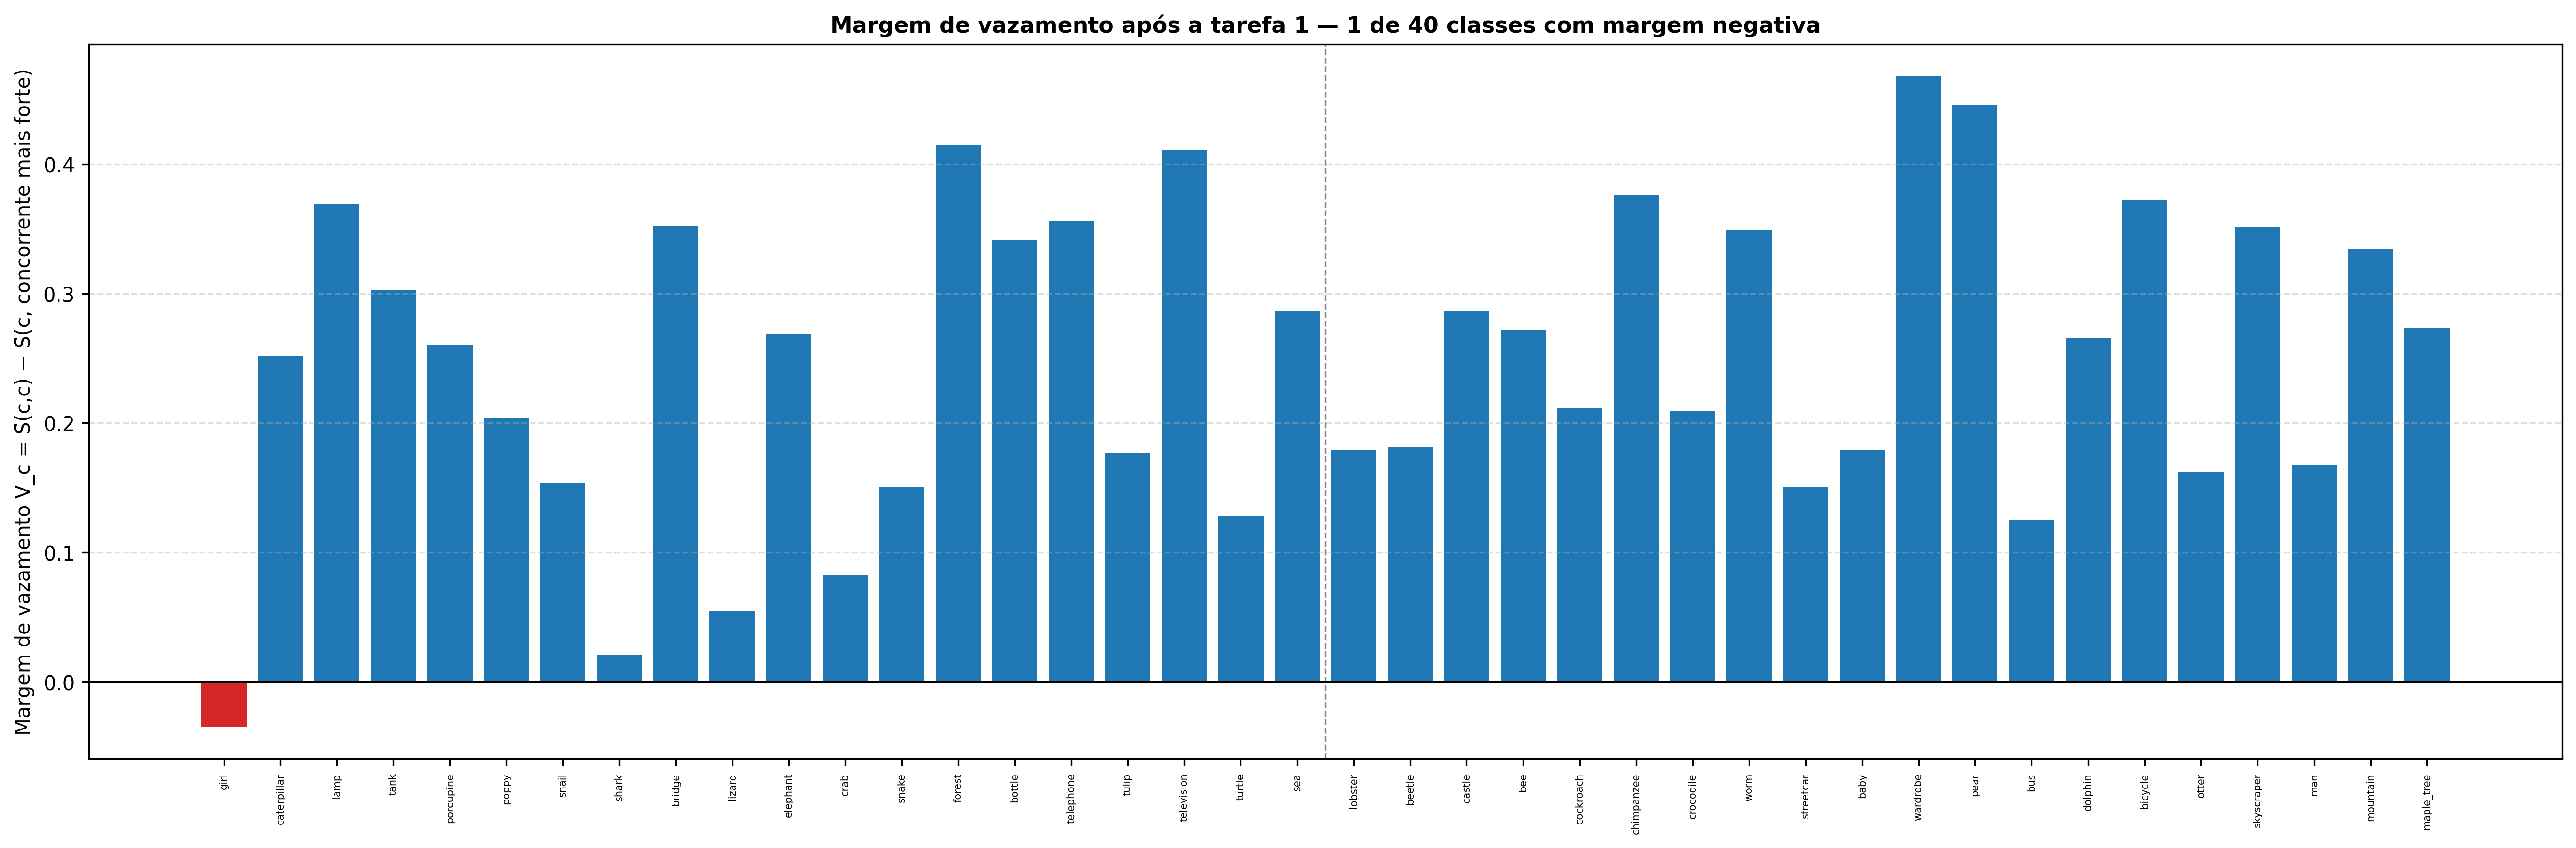 Margem de vazamento após a tarefa 1 — 1 de 40 classes com margem negativa
Margem de vazamento V_c = S(c,c) − S(c, concorrente mais forte)
0.4
0.3
0.2
0.1
0.0
girl
caterpillar
lamp
tank
porcupine
poppy
snail
shark
bridge
lizard
elephant
crab
snake
forest
bottle
telephone
tulip
television
turtle
sea
lobster
beetle
castle
bee
cockroach
chimpanzee
crocodile
worm
streetcar
baby
wardrobe
pear
bus
dolphin
bicycle
otter
skyscraper
man
mountain
maple_tree